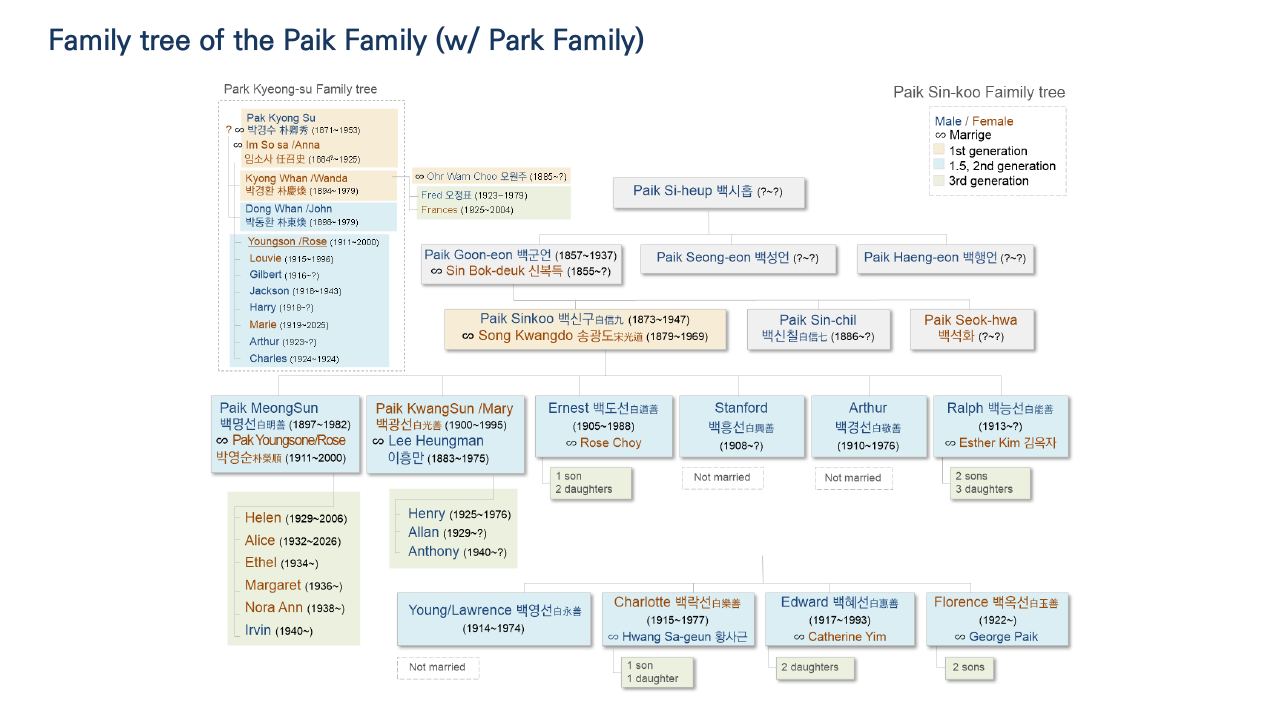 Family tree of the Paik Family (w/ Park Family)
Park Kyeong-su Family tree
Paik Sin-koo Faimily tree
Pak Kyong Su
? ∞ 박경수 朴卿秀 (1871~1953)
∞ Im So sa /Anna
임소사 任召史 (1864?~1925)
Kyong Whan /Wanda
박경환 朴慶煥 (1894~1979)
Dong Whan /John
박동환 朴東煥 (1898~1979)
Youngson /Rose (1911~2000)
Louvie (1915~1996)
Gilbert (1916~?)
Jackson (1918~1943)
Harry (1918~?)
Marie (1919~2025)
Arthur (1923~?)
Charles (1924~1924)
∞ Ohr Wam Choo 오원주 (1885~?)
Fred 오정표 (1923~1979)
Frances (1925~2004)
Male / Female
∞ Marrige
1st generation
1.5, 2nd generation
3rd generation
Paik Si-heup 백시흡 (?~?)
Paik Goon-eon 백군언 (1857~1937)
∞ Sin Bok-deuk 신복득 (1855~?)
Paik Seong-eon 백성언 (?~?)
Paik Haeng-eon 백행언 (?~?)
Paik Sinkoo 백신구白信九 (1873~1947)
∞ Song Kwangdo 송광도宋光道 (1879~1969)
Paik Sin-chil
백신칠白信七 (1886~?)
Paik Seok-hwa
백석화 (?~?)
Paik MeongSun
백명선白明善 (1897~1982)
∞ Pak Youngsone/Rose
박영순朴榮順 (1911~2000)
Paik KwangSun /Mary
백광선白光善 (1900~1995)
∞ Lee Heungman
이흥만 (1883~1975)
Ernest 백도선白道善
(1905~1988)
∞ Rose Choy
Stanford
백흥선白興善
(1908~?)
Arthur
백경선白敬善
(1910~1976)
Ralph 백능선白能善
(1913~?)
∞ Esther Kim 김옥자
1 son
2 daughters
Not married
Not married
2 sons
3 daughters
Helen (1929~2006)
Alice (1932~2026)
Ethel (1934~)
Margaret (1936~)
Nora Ann (1938~)
Irvin (1940~)
Henry (1925~1976)
Allan (1929~?)
Anthony (1940~?)
Young/Lawrence 백영선白永善
(1914~1974)
Charlotte 백락선白樂善
(1915~1977)
∞ Hwang Sa-geun 황사근
Edward 백혜선白惠善
(1917~1993)
∞ Catherine Yim
Florence 백옥선白玉善
(1922~)
∞ George Paik
Not married
1 son
1 daughter
2 daughters
2 sons